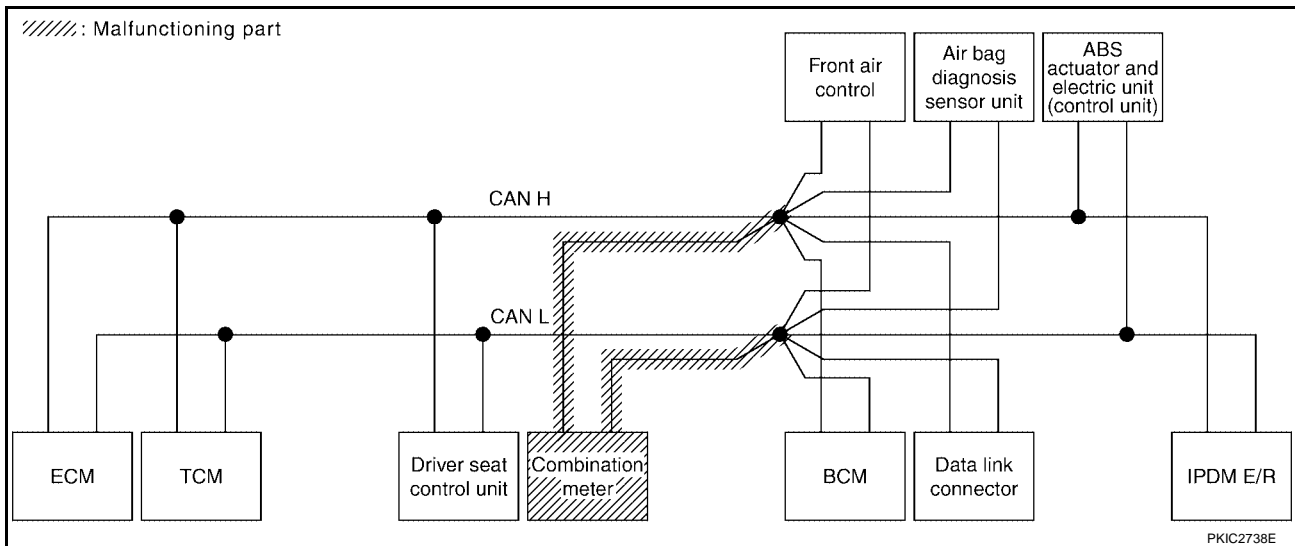 : Malfunctioning part
Front air
control
Air bag
diagnosis
sensor unit
ABS
actuator and
electric unit
(control unit)
CAN H
CAN L
ECM
TCM
Driver seat
control unit
Combination
meter
BCM
Data link
connector
IPDM E/R
PKIC2738E